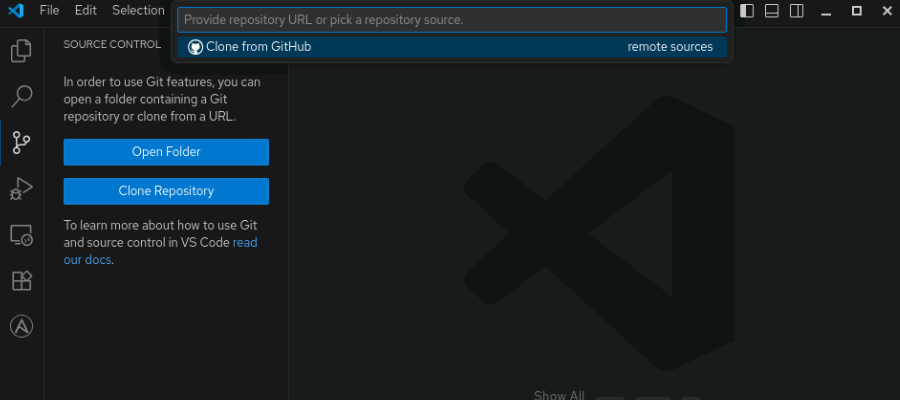 File Edit Selection
Provide repository URL or pick a repository source.
Clone from GitHub remote sources
SOURCE CONTROL
In order to use Git features, you can
open a folder containing a Git
repository or clone from a URL.
Open Folder
Clone Repository
To learn more about how to use Git
and source control in VS Code read
our docs.
Show All